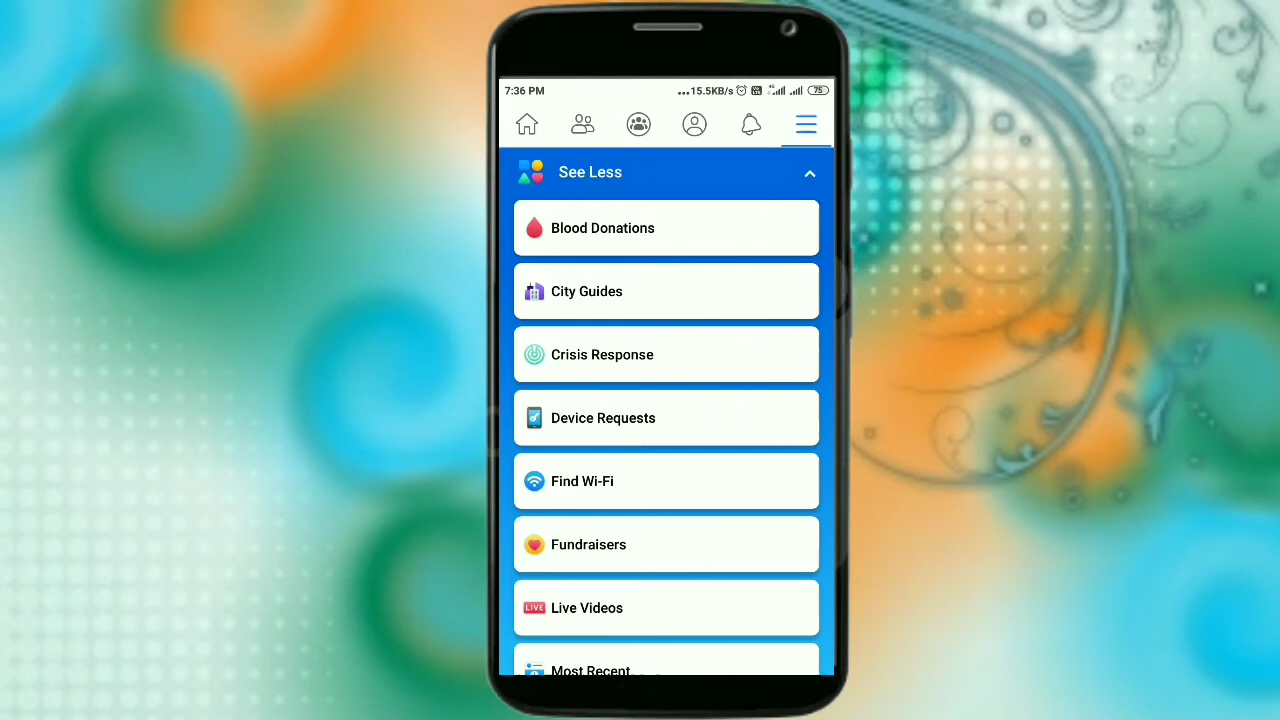 7:36 PM ...15.5KB/s 75
See Less
Blood Donations
City Guides
Crisis Response
Device Requests
Find Wi-Fi
Fundraisers
LIVE Live Videos
Most Recent